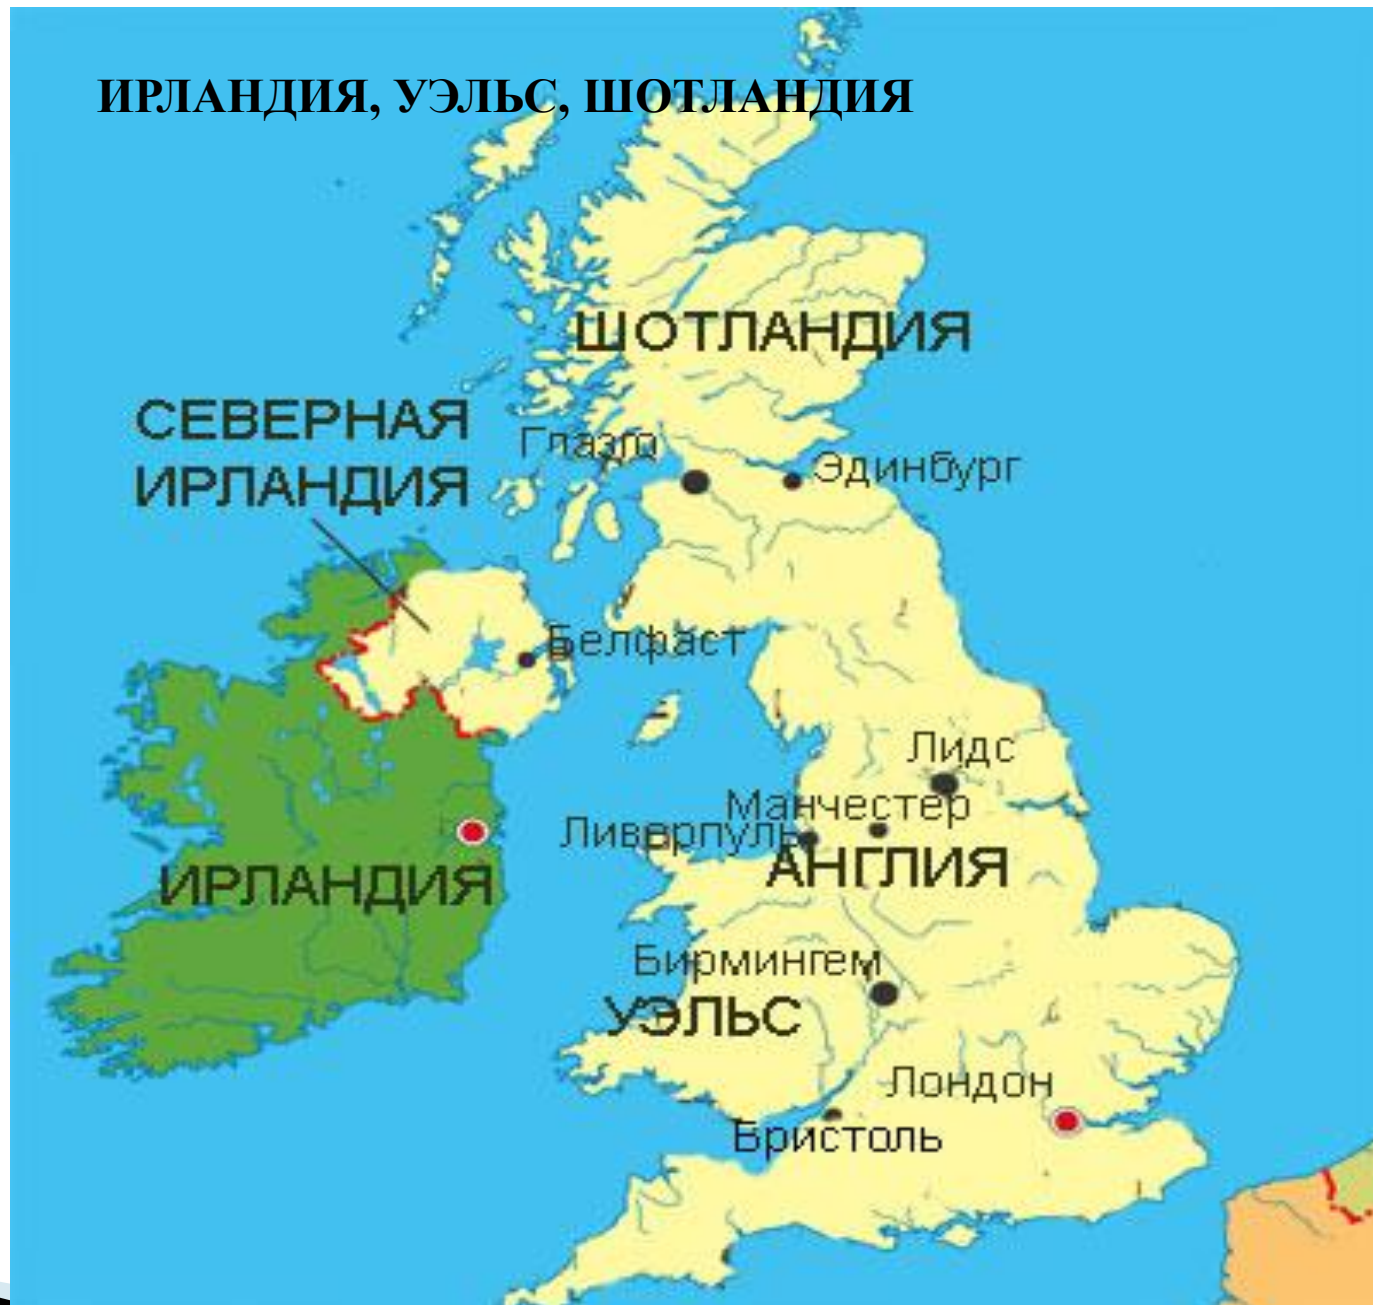 ИРЛАНДИЯ, УЭЛЬС, ШОТЛАНДИЯ
ШОТЛАНДИЯ
СЕВЕРНАЯ
ИРЛАНДИЯ
Глазго
Эдинбург
Белфаст
Лидс
Манчестер
Ливерпуль
АНГЛИЯ
ИРЛАНДИЯ
Бирмингем
УЭЛЬС
Лондон
Бристоль